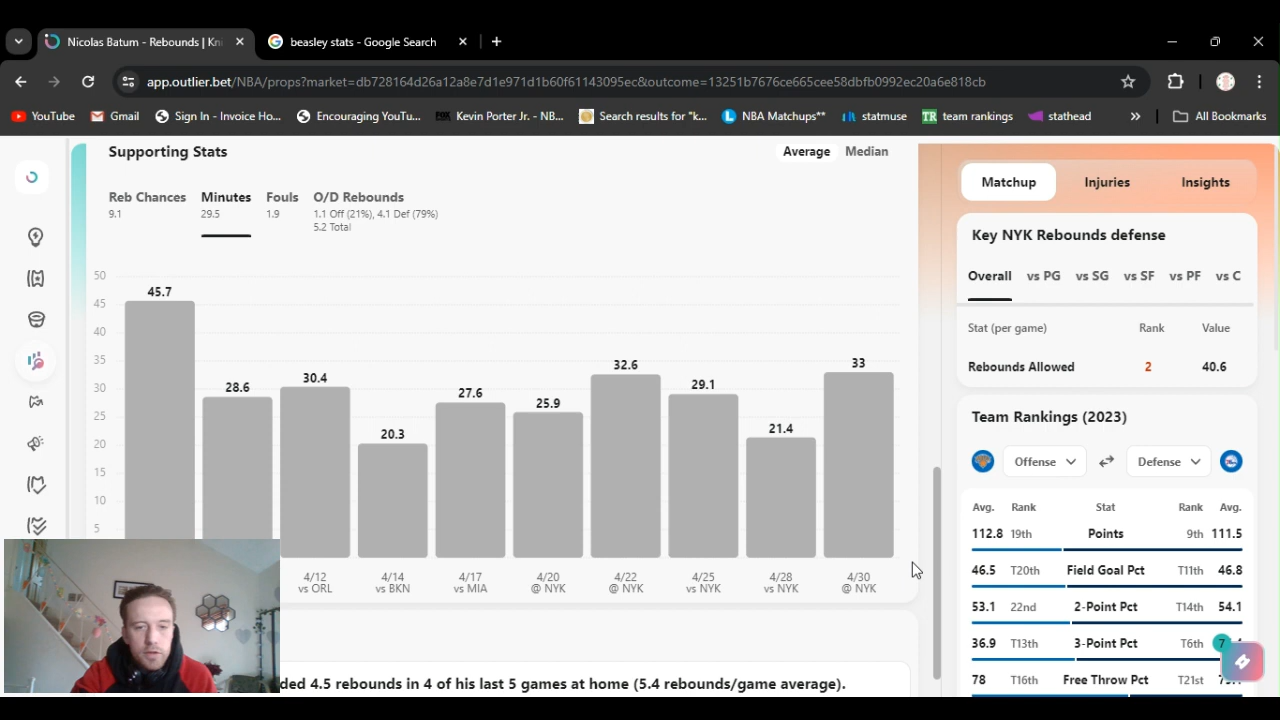 Nicolas Batum - Rebounds | Kn
beasley stats - Google Search
app.outlier.bet/NBA/props?market=db728164d26a12a8e7d1e971d1b60f61143095ec&outcome=13251b7676ce665cee58dbfb0992ec20a6e818cb
YouTube
Gmail
Sign In - Invoice Ho...
Encouraging YouTu...
Kevin Porter Jr. - NB...
Search results for "k...
NBA Matchups**
statmuse
TR team rankings
stathead
»
All Bookmarks
Supporting Stats
Average Median
Reb Chances
9.1
Minutes
29.5
Fouls
1.9
O/D Rebounds
1.1 Off (21%), 4.1 Def (79%)
5.2 Total
50
45
40
35
30
25
20
15
10
5
45.7
28.6
30.4
20.3
27.6
25.9
32.6
29.1
21.4
33
4/12
vs ORL
4/14
vs BKN
4/17
vs MIA
4/20
@ NYK
4/22
@ NYK
4/25
vs NYK
4/28
vs NYK
4/30
@ NYK
ded 4.5 rebounds in 4 of his last 5 games at home (5.4 rebounds/game average).
Matchup Injuries Insights
Key NYK Rebounds defense
Overall vs PG vs SG vs SF vs PF vs C
Stat (per game) Rank Value
Rebounds Allowed 2 40.6
Team Rankings (2023)
Offense Defense
Avg. Rank Stat Rank Avg.
112.8 19th Points 9th 111.5
46.5 T20th Field Goal Pct T11th 46.8
53.1 22nd 2-Point Pct T14th 54.1
36.9 T13th 3-Point Pct T6th
7
78 T16th Free Throw Pct T21st